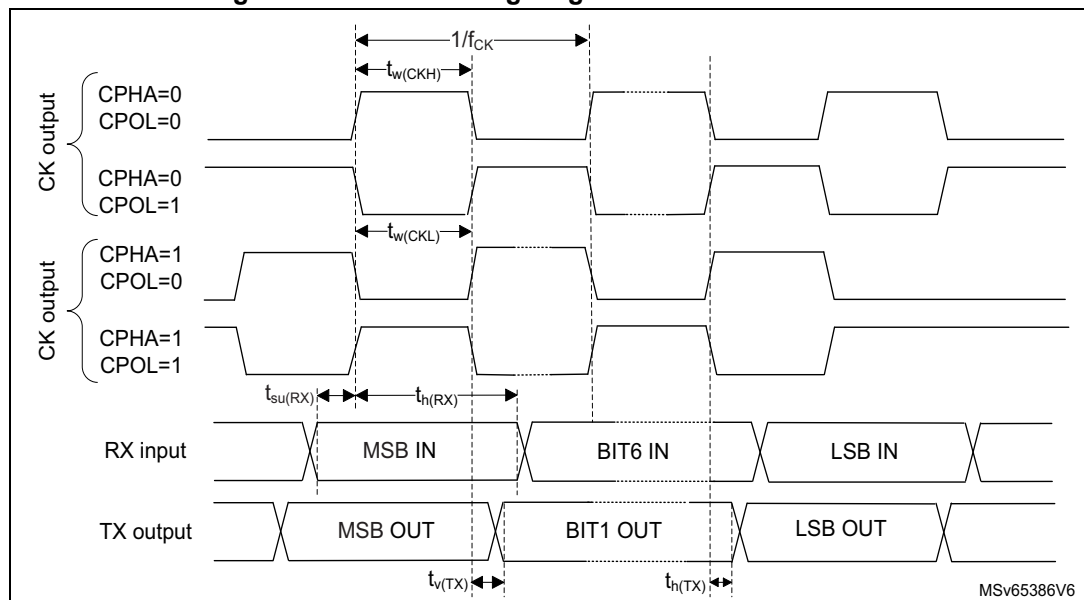 1/fCK
tw(CKH)
CK output
CPHA=0
CPOL=0
CPHA=0
CPOL=1
tw(CKL)
CK output
CPHA=1
CPOL=0
CPHA=1
CPOL=1
tsu(RX)
th(RX)
RX input
MSB IN
BIT6 IN
LSB IN
TX output
MSB OUT
BIT1 OUT
LSB OUT
tv(TX)
th(TX)
MSv65386V6